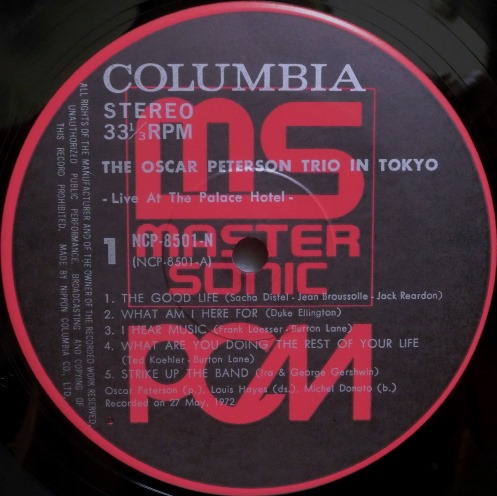 COLUMBIA
STEREO
33⅓ RPM
MS
MASTER
SONIC
PCM
THE OSCAR PETERSON TRIO IN TOKYO
- Live At The Palace Hotel -
1
NCP-8501-N
(NCP-8501-A)
1. THE GOOD LIFE (Sacha Distel - Jean Broussolle - Jack Reardon)
2. WHAT AM I HERE FOR (Duke Ellington)
3. I HEAR MUSIC (Frank Loesser - Burton Lane)
4. WHAT ARE YOU DOING THE REST OF YOUR LIFE
(Ted Koehler - Burton Lane)
5. STRIKE UP THE BAND (Ira & George Gershwin)
Oscar Peterson (p.), Louis Hayes (ds.), Michel Donato (b.)
Recorded on 27 May, 1972
ALL RIGHTS OF THE MANUFACTURER AND OF THE OWNER OF THE RECORDED WORK RESERVED.
UNAUTHORIZED PUBLIC PERFORMANCE, BROADCASTING AND COPYING OF
THIS RECORD PROHIBITED. MADE BY NIPPON COLUMBIA CO., LTD.